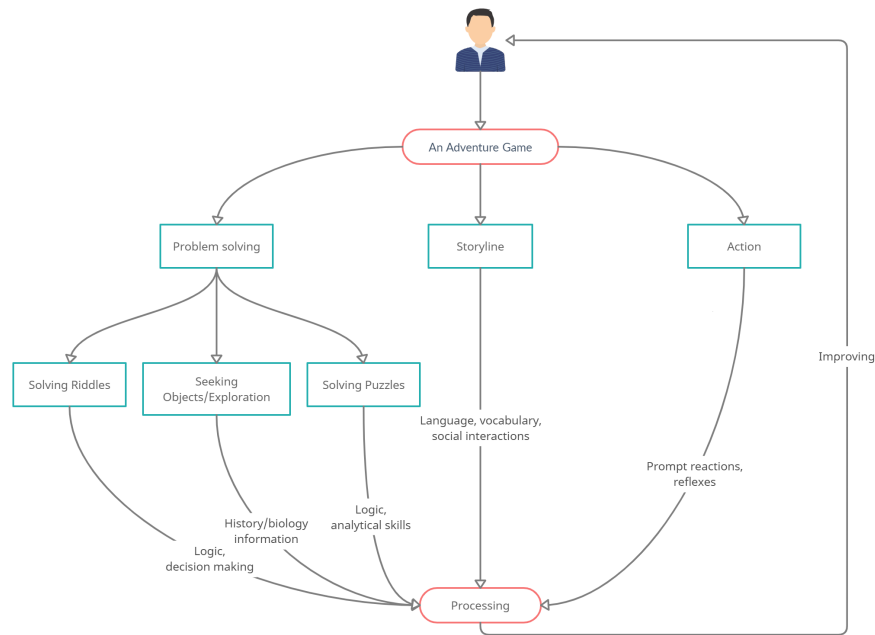 An Adventure Game
Problem solving
Storyline
Action
Improving
Solving Riddles
Seeking
Objects/Exploration
Solving Puzzles
Language, vocabulary,
social interactions
Prompt reactions,
reflexes
Logic,
analytical skills
History/biology
information
Logic,
decision making
Processing